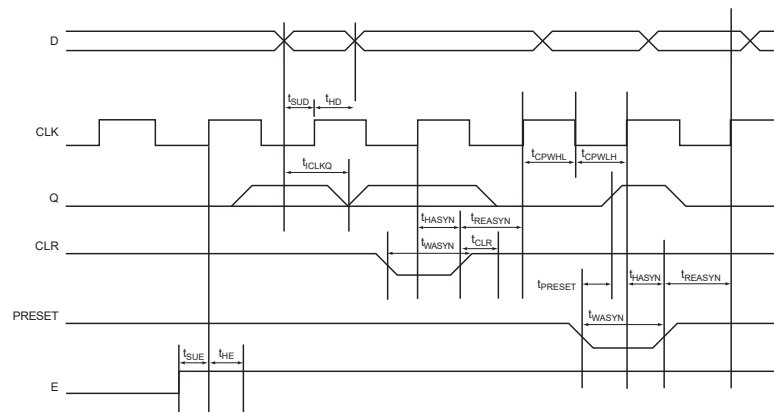 D
tSUD tHD
CLK
tCPWHL tCPWLH
tICLKQ
Q
tHASYN tREASYN
tWASYN tCLR
CLR
tPRESET tHASYN tREASYN
tWASYN
PRESET
tSUE tHE
E